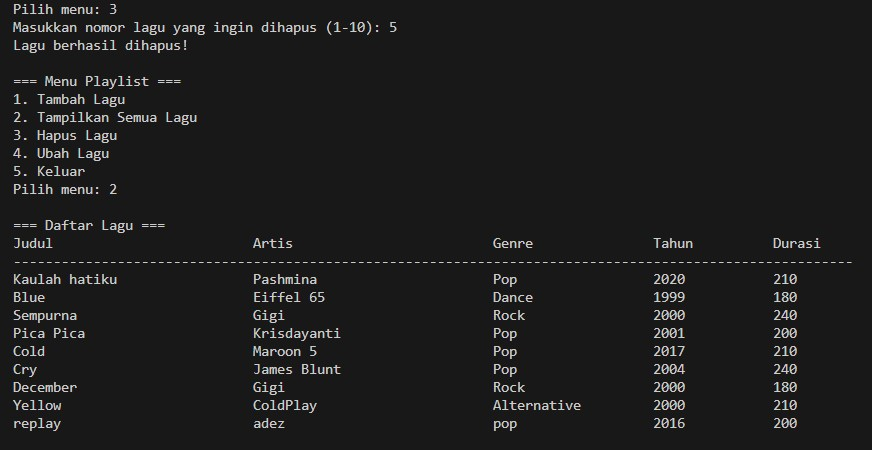 Pilih menu: 3
Masukkan nomor lagu yang ingin dihapus (1-10): 5
Lagu berhasil dihapus!
=== Menu Playlist ===
1. Tambah Lagu
2. Tampilkan Semua Lagu
3. Hapus Lagu
4. Ubah Lagu
5. Keluar
Pilih menu: 2
=== Daftar Lagu ===
Judul Artis Genre Tahun Durasi
---------------------------------------------------------------------------------------------------------
Kaulah hatiku Pashmina Pop 2020 210
Blue Eiffel 65 Dance 1999 180
Sempurna Gigi Rock 2000 240
Pica Pica Krisdayanti Pop 2001 200
Cold Maroon 5 Pop 2017 210
Cry James Blunt Pop 2004 240
December Gigi Rock 2000 180
Yellow ColdPlay Alternative 2000 210
replay adez pop 2016 200